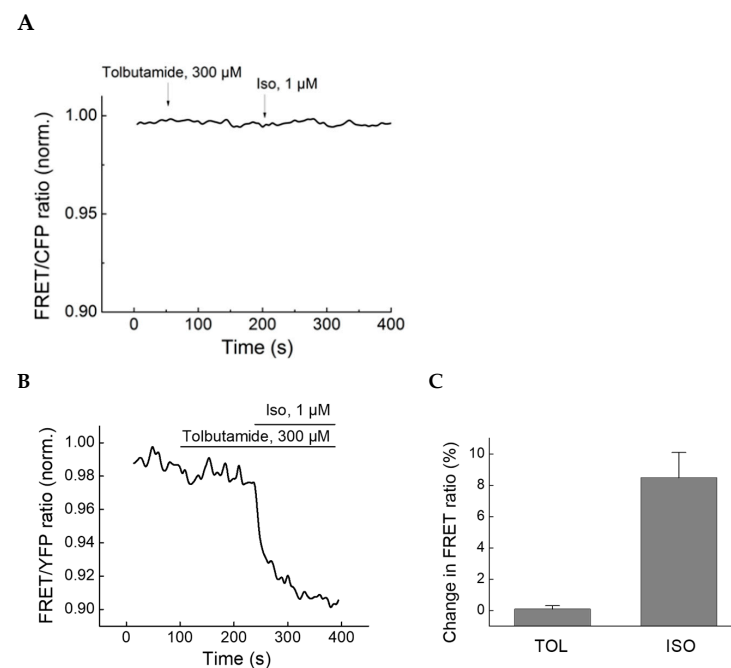 A
Tolbutamide, 300 µM
Iso, 1 µM
1.00
0.95
0.90
FRET/CFP ratio (norm.)
0 100 200 300 400
Time (s)
B
Iso, 1 µM
Tolbutamide, 300 µM
1.00
0.98
0.96
0.94
0.92
0.90
FRET/YFP ratio (norm.)
0 100 200 300 400
Time (s)
C
10
8
6
4
2
0
Change in FRET ratio (%)
TOL ISO